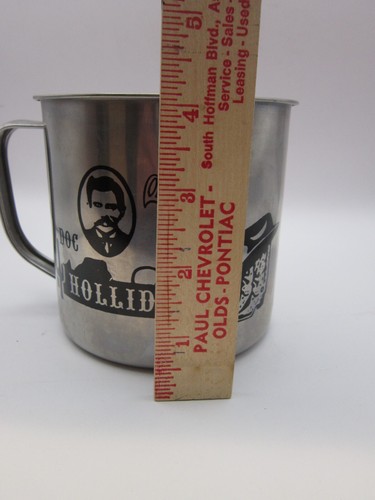 DOC
HOLLID
1
2
3
4
5
PAUL CHEVROLET -
OLDS - PONTIAC
South Hoffman Blvd., A
Service - Sales -
Leasing - Used